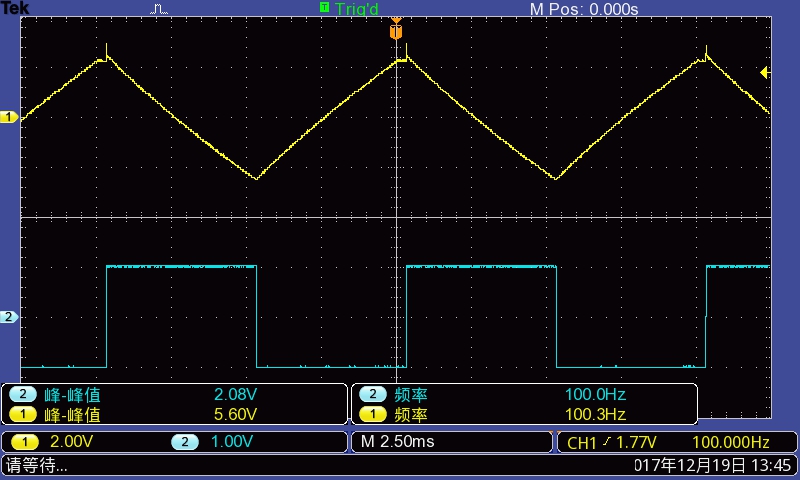 Tek T Trig'd M Pos: 0.000s
T
1
2
2 峰-峰值 2.08V 2 频率 100.0Hz
1 峰-峰值 5.60V 1 频率 100.3Hz
1 2.00V 2 1.00V M 2.50ms CH1 1.77V 100.000Hz
请等待... 017年12月19日 13:45